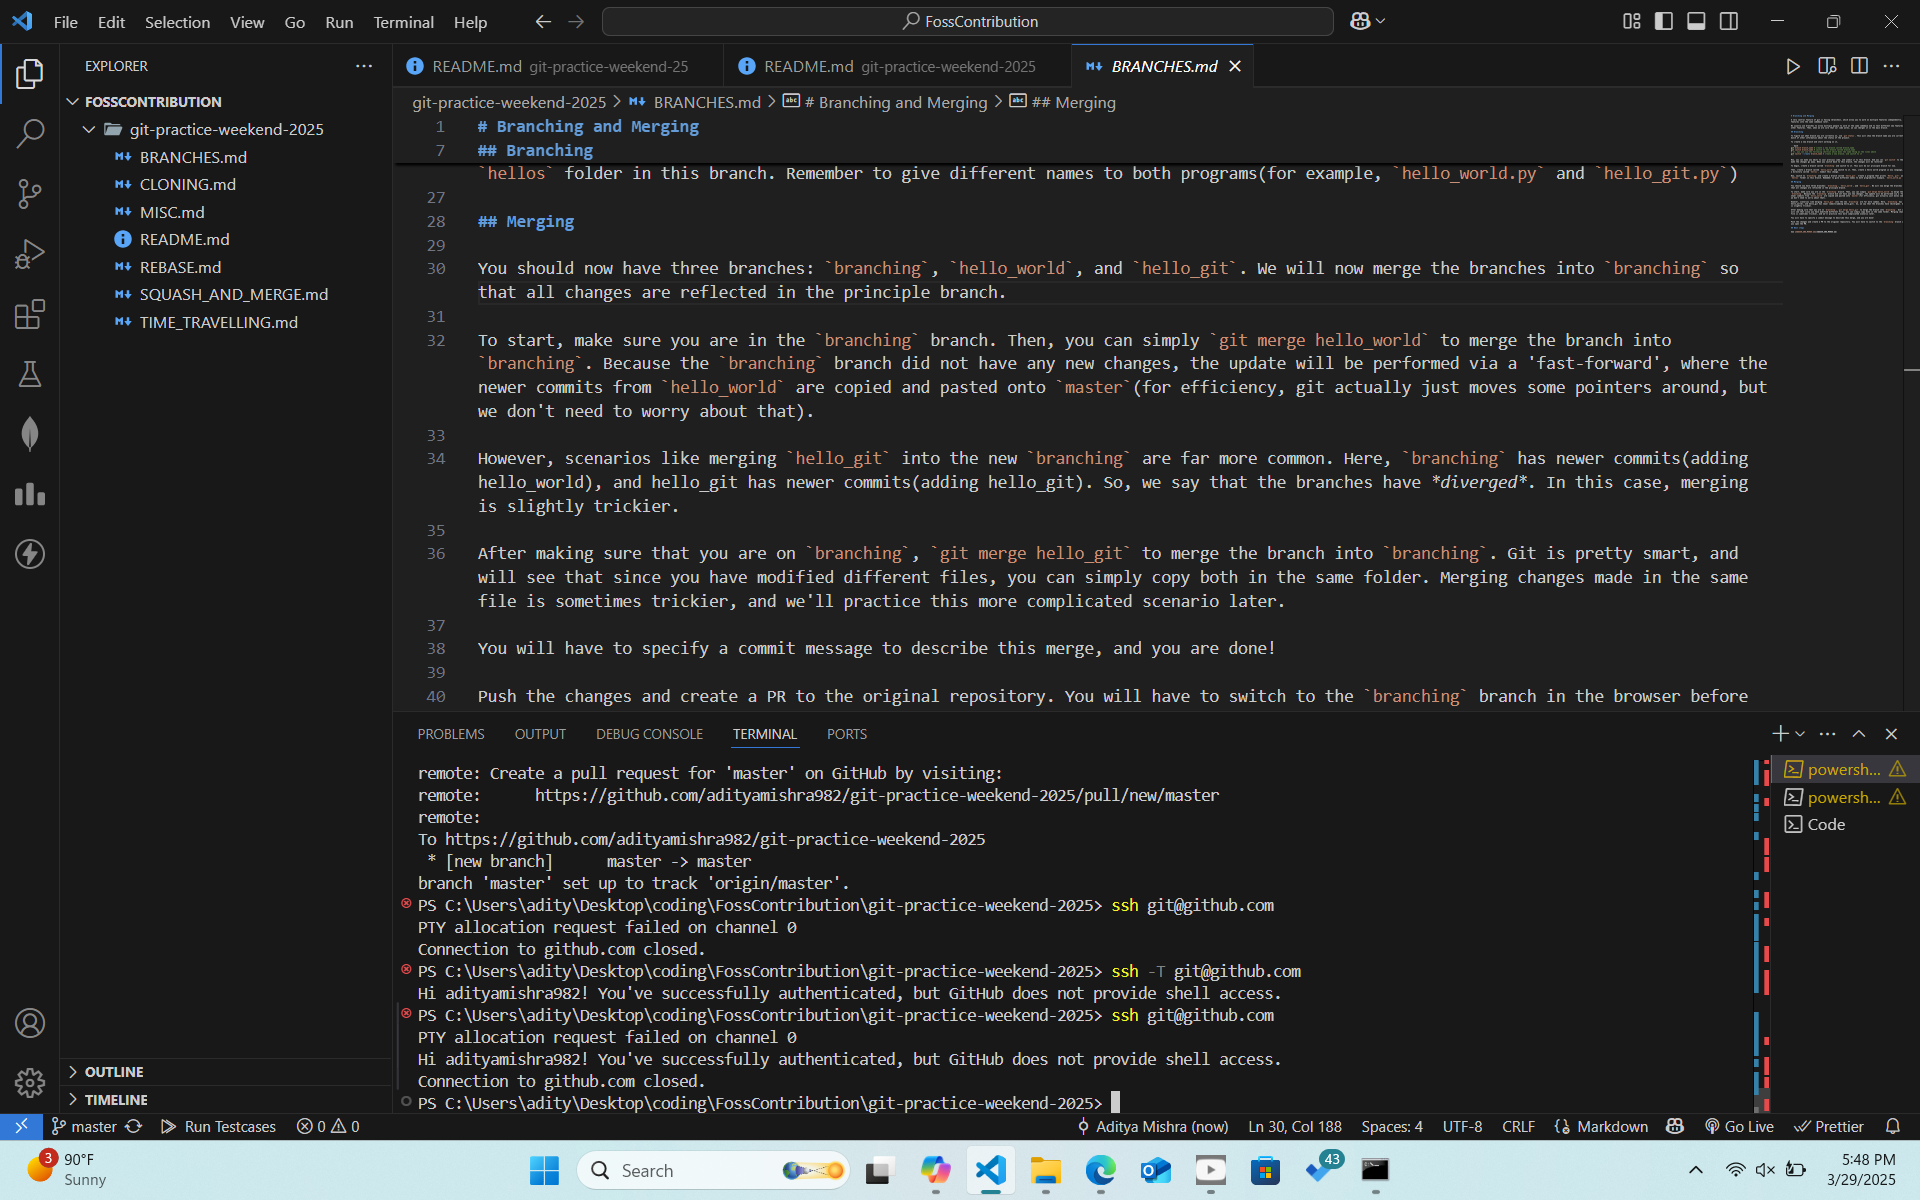 File Edit Selection View Go Run Terminal Help
FossContribution
EXPLORER
FOSSCONTRIBUTION
git-practice-weekend-2025
BRANCHES.md
CLONING.md
MISC.md
README.md
REBASE.md
SQUASH_AND_MERGE.md
TIME_TRAVELLING.md
OUTLINE
TIMELINE
README.md git-practice-weekend-25
README.md git-practice-weekend-2025
BRANCHES.md
git-practice-weekend-2025 > BRANCHES.md > # Branching and Merging > ## Merging
1 # Branching and Merging
7 ## Branching
`hellos` folder in this branch. Remember to give different names to both programs(for example, `hello_world.py` and `hello_git.py`)
27
28 ## Merging
29
30 You should now have three branches: `branching`, `hello_world`, and `hello_git`. We will now merge the branches into `branching` so
that all changes are reflected in the principle branch.
31
32 To start, make sure you are in the `branching` branch. Then, you can simply `git merge hello_world` to merge the branch into
`branching`. Because the `branching` branch did not have any new changes, the update will be performed via a 'fast-forward', where the
newer commits from `hello_world` are copied and pasted onto `master`(for efficiency, git actually just moves some pointers around, but
we don't need to worry about that).
33
34 However, scenarios like merging `hello_git` into the new `branching` are far more common. Here, `branching` has newer commits(adding
hello_world), and hello_git has newer commits(adding hello_git). So, we say that the branches have *diverged*. In this case, merging
is slightly trickier.
35
36 After making sure that you are on `branching`, `git merge hello_git` to merge the branch into `branching`. Git is pretty smart, and
will see that since you have modified different files, you can simply copy both in the same folder. Merging changes made in the same
file is sometimes trickier, and we'll practice this more complicated scenario later.
37
38 You will have to specify a commit message to describe this merge, and you are done!
39
40 Push the changes and create a PR to the original repository. You will have to switch to the `branching` branch in the browser before
PROBLEMS OUTPUT DEBUG CONSOLE TERMINAL PORTS
remote: Create a pull request for 'master' on GitHub by visiting:
remote: https://github.com/adityamishra982/git-practice-weekend-2025/pull/new/master
remote:
To https://github.com/adityamishra982/git-practice-weekend-2025
* [new branch] master -> master
branch 'master' set up to track 'origin/master'.
PS C:\Users\adity\Desktop\coding\FossContribution\git-practice-weekend-2025> ssh git@github.com
PTY allocation request failed on channel 0
Connection to github.com closed.
PS C:\Users\adity\Desktop\coding\FossContribution\git-practice-weekend-2025> ssh -T git@github.com
Hi adityamishra982! You've successfully authenticated, but GitHub does not provide shell access.
PS C:\Users\adity\Desktop\coding\FossContribution\git-practice-weekend-2025> ssh git@github.com
PTY allocation request failed on channel 0
Hi adityamishra982! You've successfully authenticated, but GitHub does not provide shell access.
Connection to github.com closed.
PS C:\Users\adity\Desktop\coding\FossContribution\git-practice-weekend-2025>
powersh...
powersh...
Code
master Run Testcases 0 0 Aditya Mishra (now) Ln 30, Col 188 Spaces: 4 UTF-8 CRLF {} Markdown Go Live Prettier
3
90°F
Sunny
Search
43
5:48 PM
3/29/2025